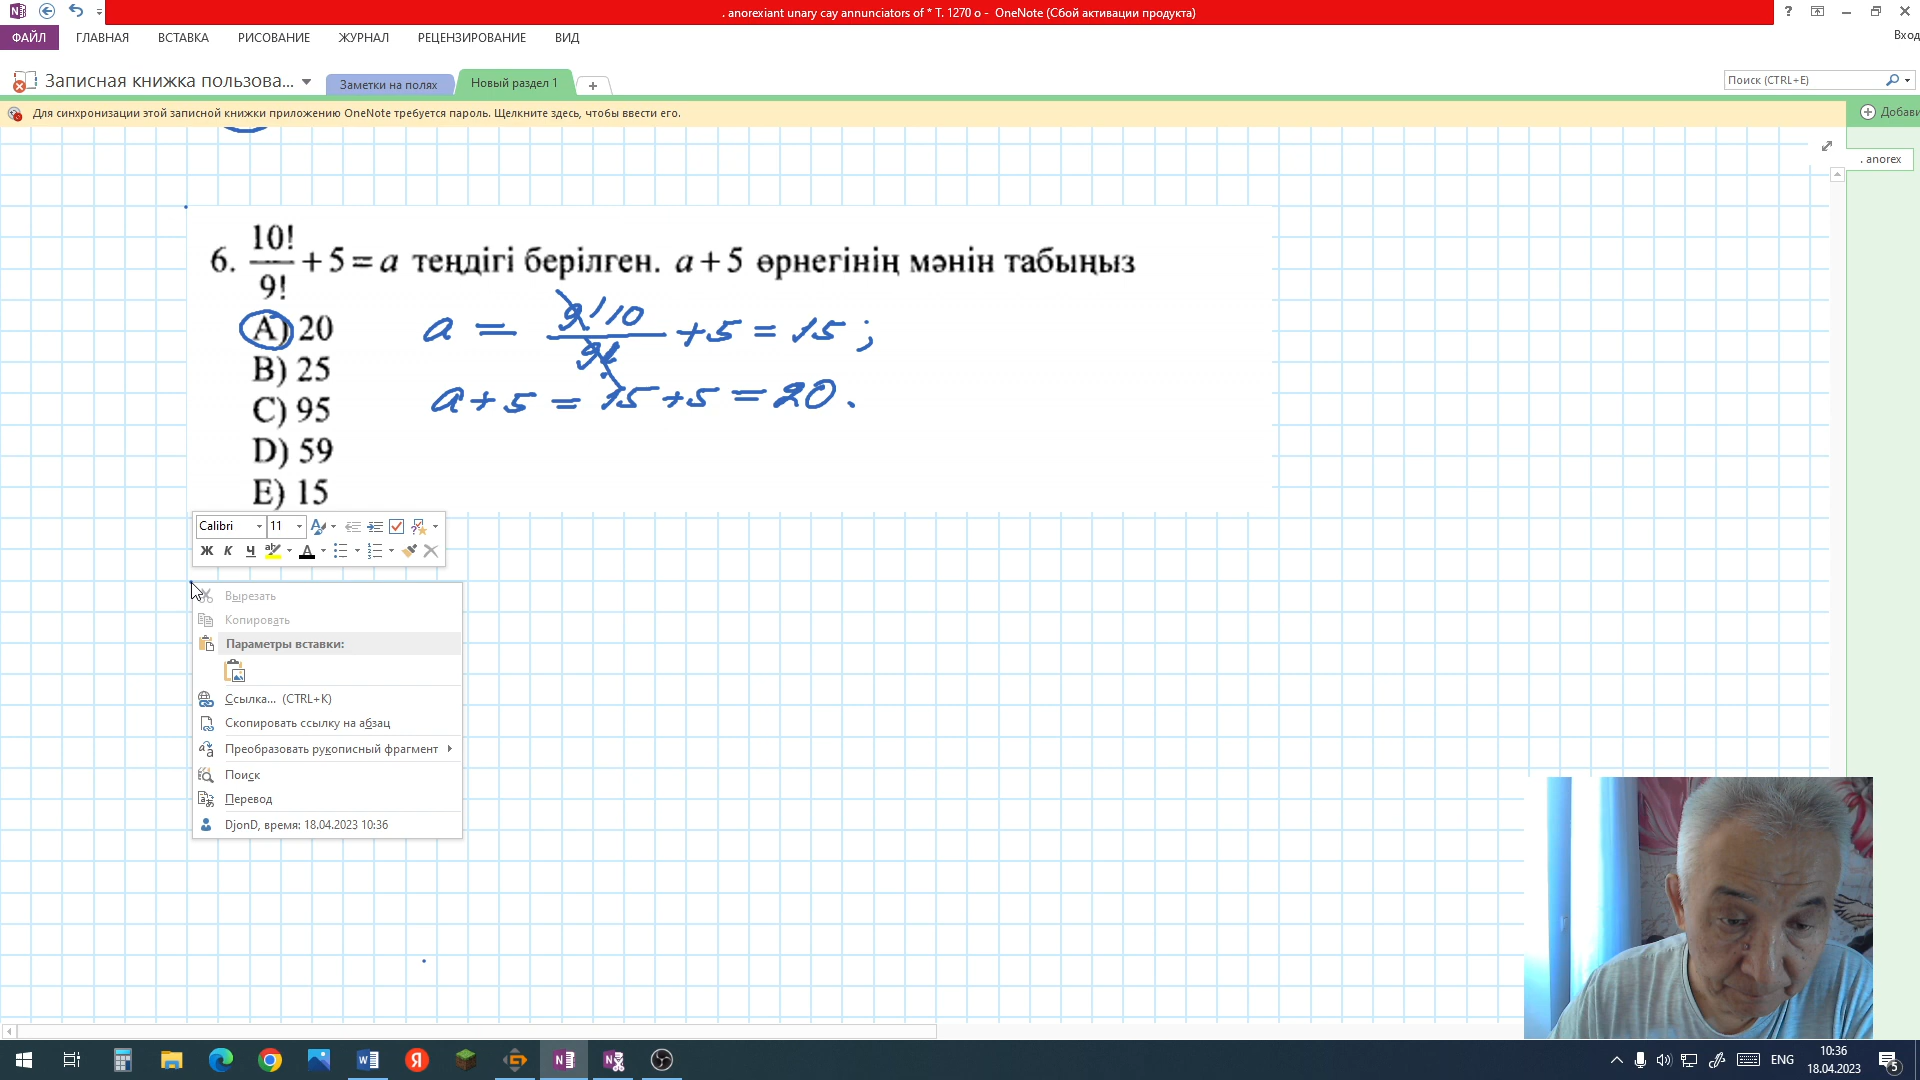 . anorexiant unary cay annunciators of * T. 1270 o - OneNote (Сбой активации продукта)
ФАЙЛ ГЛАВНАЯ ВСТАВКА РИСОВАНИЕ ЖУРНАЛ РЕЦЕНЗИРОВАНИЕ ВИД
Вход
Записная книжка пользова... Заметки на полях Новый раздел 1
Поиск (CTRL+E)
Для синхронизации этой записной книжки приложению OneNote требуется пароль. Щелкните здесь, чтобы ввести его.
Добави
. anorex
6. 10!/9! + 5 = a теңдігі берілген. a + 5 өрнегінің мәнін табыңыз
A) 20
a = 9!10/9! + 5 = 15 ;
B) 25
a + 5 = 15 + 5 = 20 .
C) 95
D) 59
E) 15
Calibri 11
Ж К Ч
Вырезать
Копировать
Параметры вставки:
Ссылка... (CTRL+K)
Скопировать ссылку на абзац
Преобразовать рукописный фрагмент
Поиск
Перевод
DjonD, время: 18.04.2023 10:36
ENG
10:36
18.04.2023
5